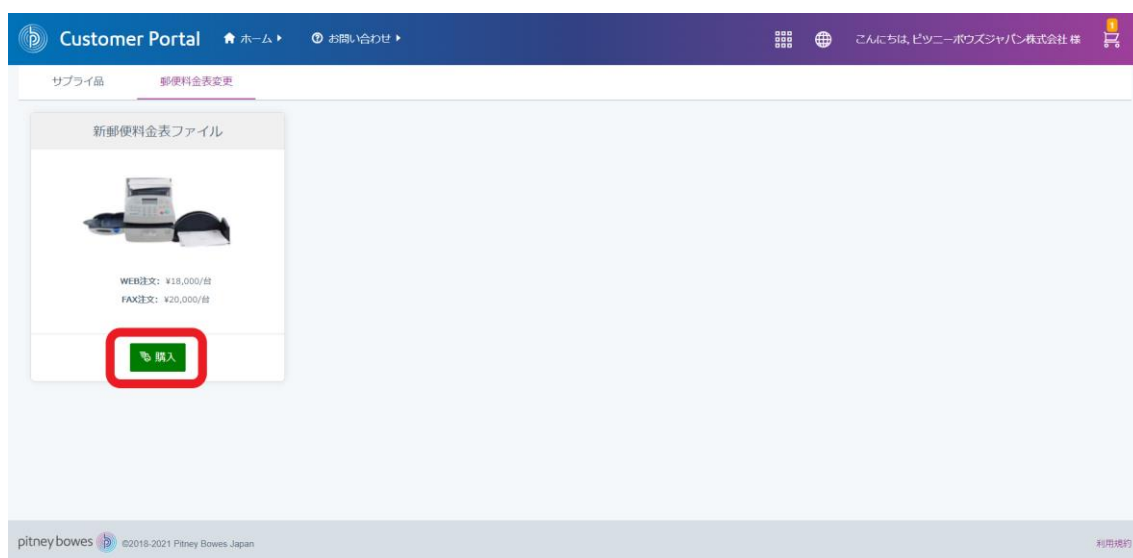 Customer Portal ホーム お問い合わせ こんにちは, ピツニーボウズジャパン株式会社 様 1
サプライ品 郵便料金表変更
新郵便料金表ファイル
WEB注文: ¥18,000/台
FAX注文: ¥20,000/台
購入
pitney bowes ©2018-2021 Pitney Bowes Japan 利用規約